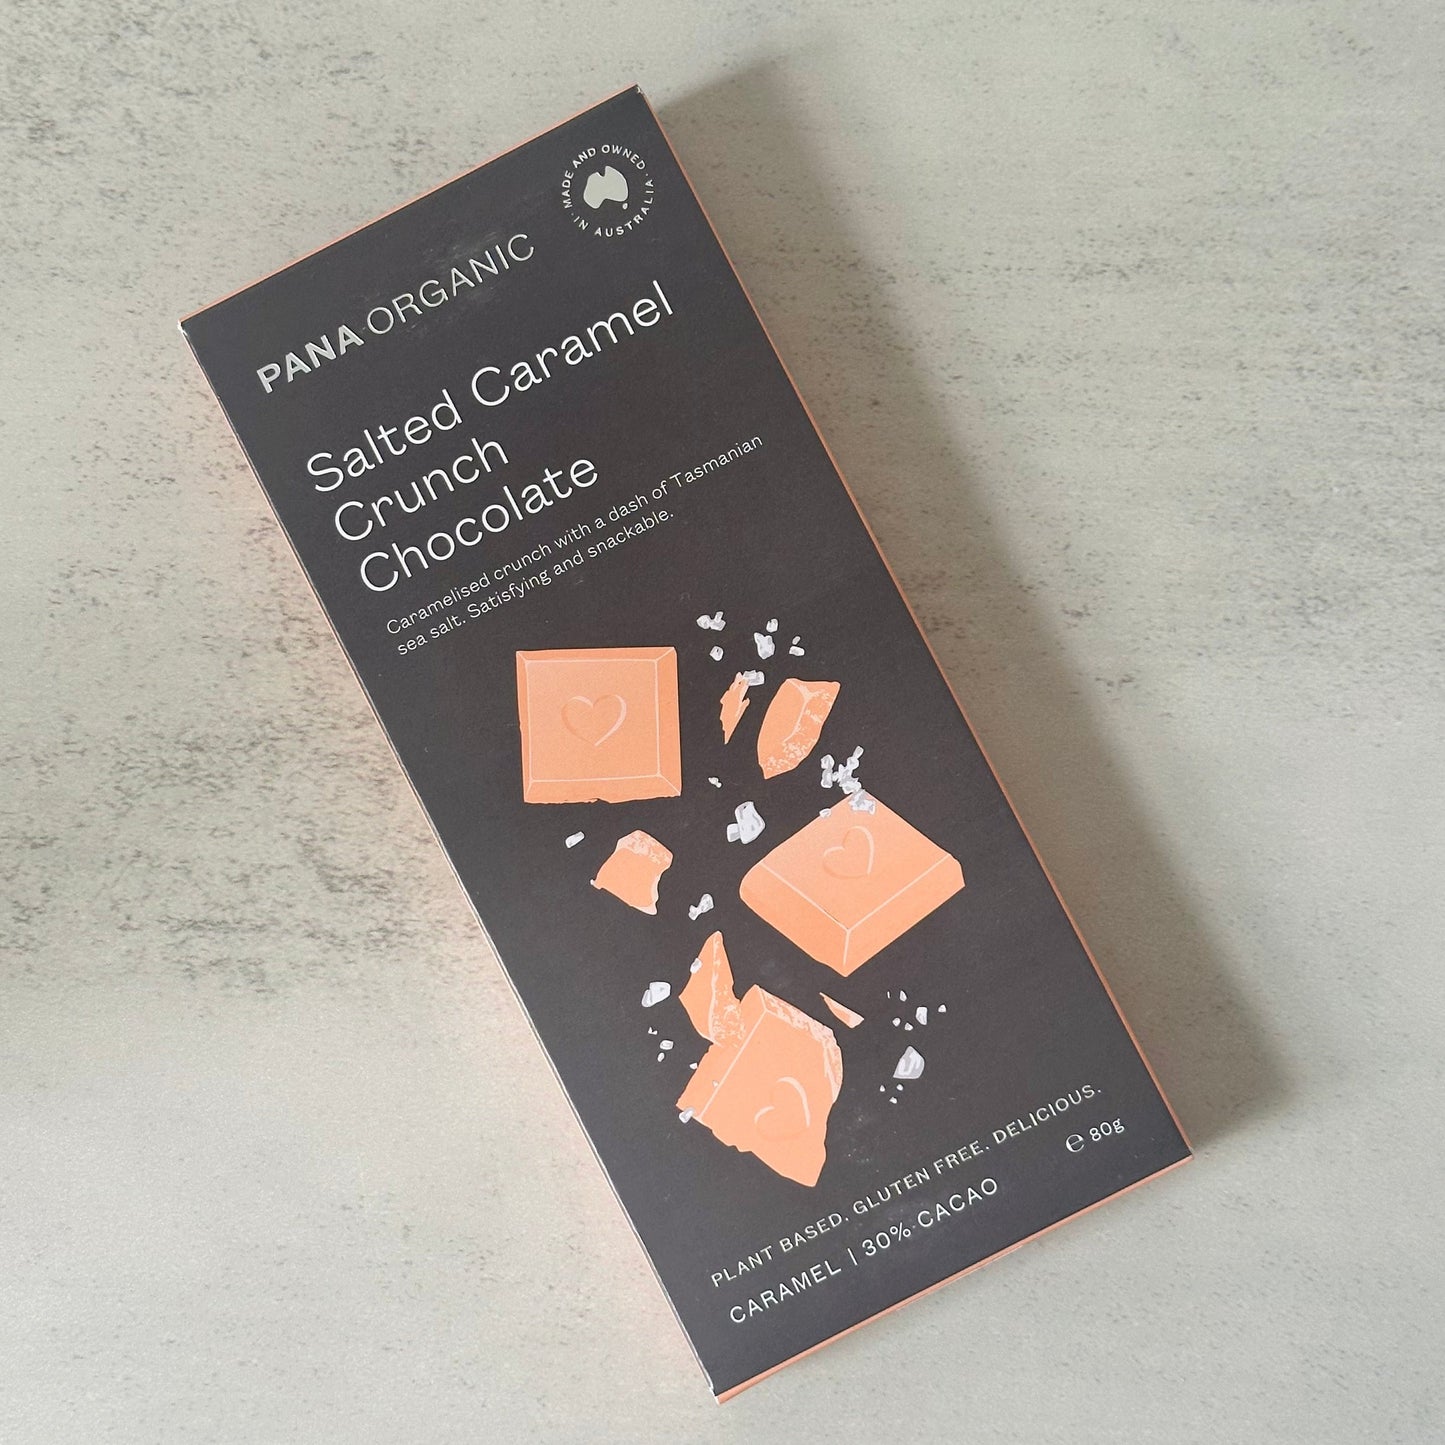 MADE AND OWNED
IN AUSTRALIA
PANA ORGANIC
Salted Caramel
Crunch
Chocolate
Caramelised crunch with a dash of Tasmanian
sea salt. Satisfying and snackable.
PLANT BASED. GLUTEN FREE. DELICIOUS.
CARAMEL | 30% CACAO
℮ 80g